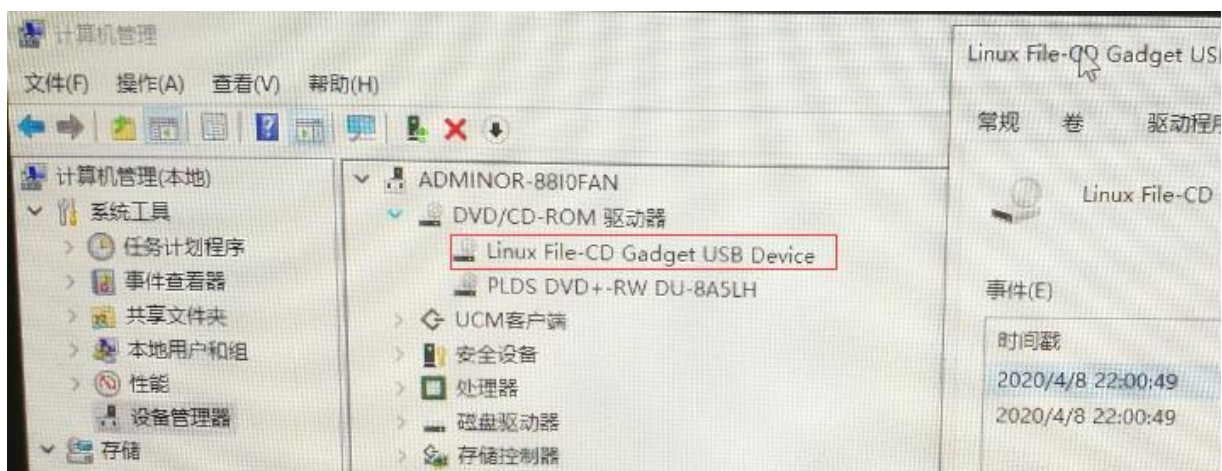 计算机管理
文件(F) 操作(A) 查看(V) 帮助(H)
计算机管理(本地)
系统工具
任务计划程序
事件查看器
共享文件夹
本地用户和组
性能
设备管理器
存储
ADMINOR-88I0FAN
DVD/CD-ROM 驱动器
Linux File-CD Gadget USB Device
PLDS DVD+-RW DU-8A5LH
UCM客户端
安全设备
处理器
磁盘驱动器
存储控制器
Linux File-CD Gadget USB
常规 卷 驱动程序
Linux File-CD
事件(E)
时间戳
2020/4/8 22:00:49
2020/4/8 22:00:49